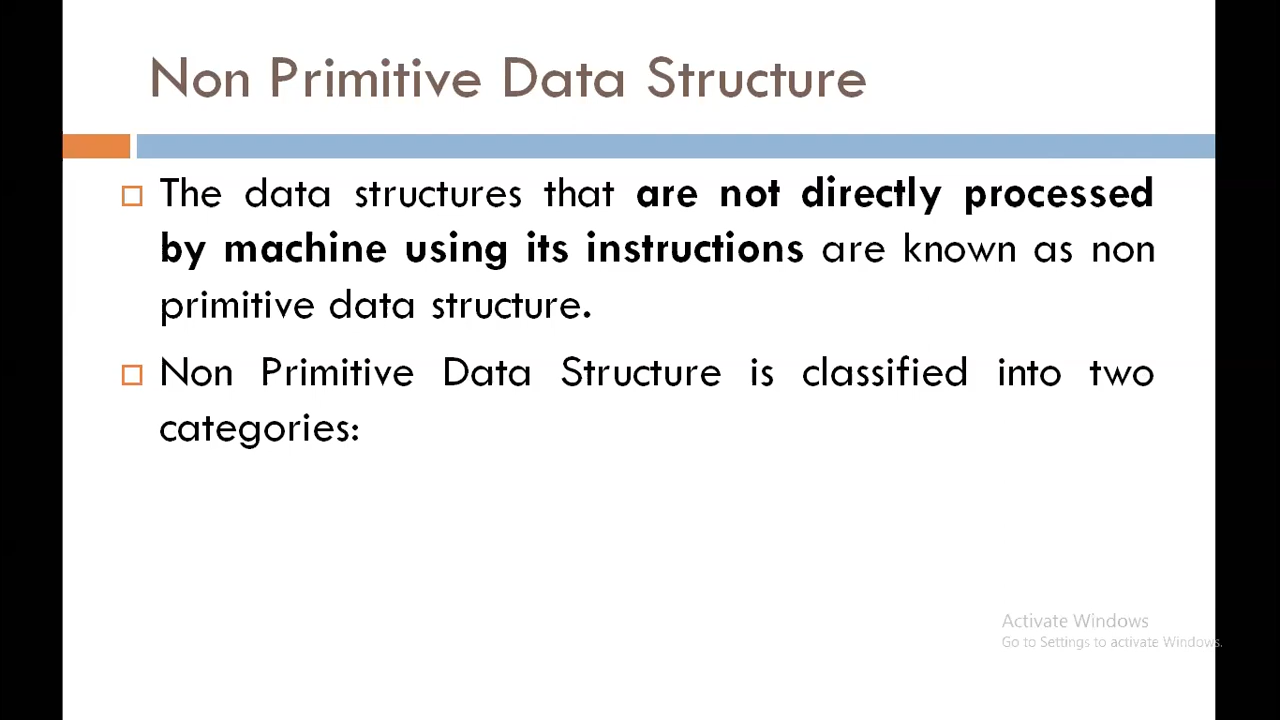 Non Primitive Data Structure
The data structures that are not directly processed
by machine using its instructions are known as non
primitive data structure.
Non Primitive Data Structure is classified into two
categories:
Activate Windows
Go to Settings to activate Windows.